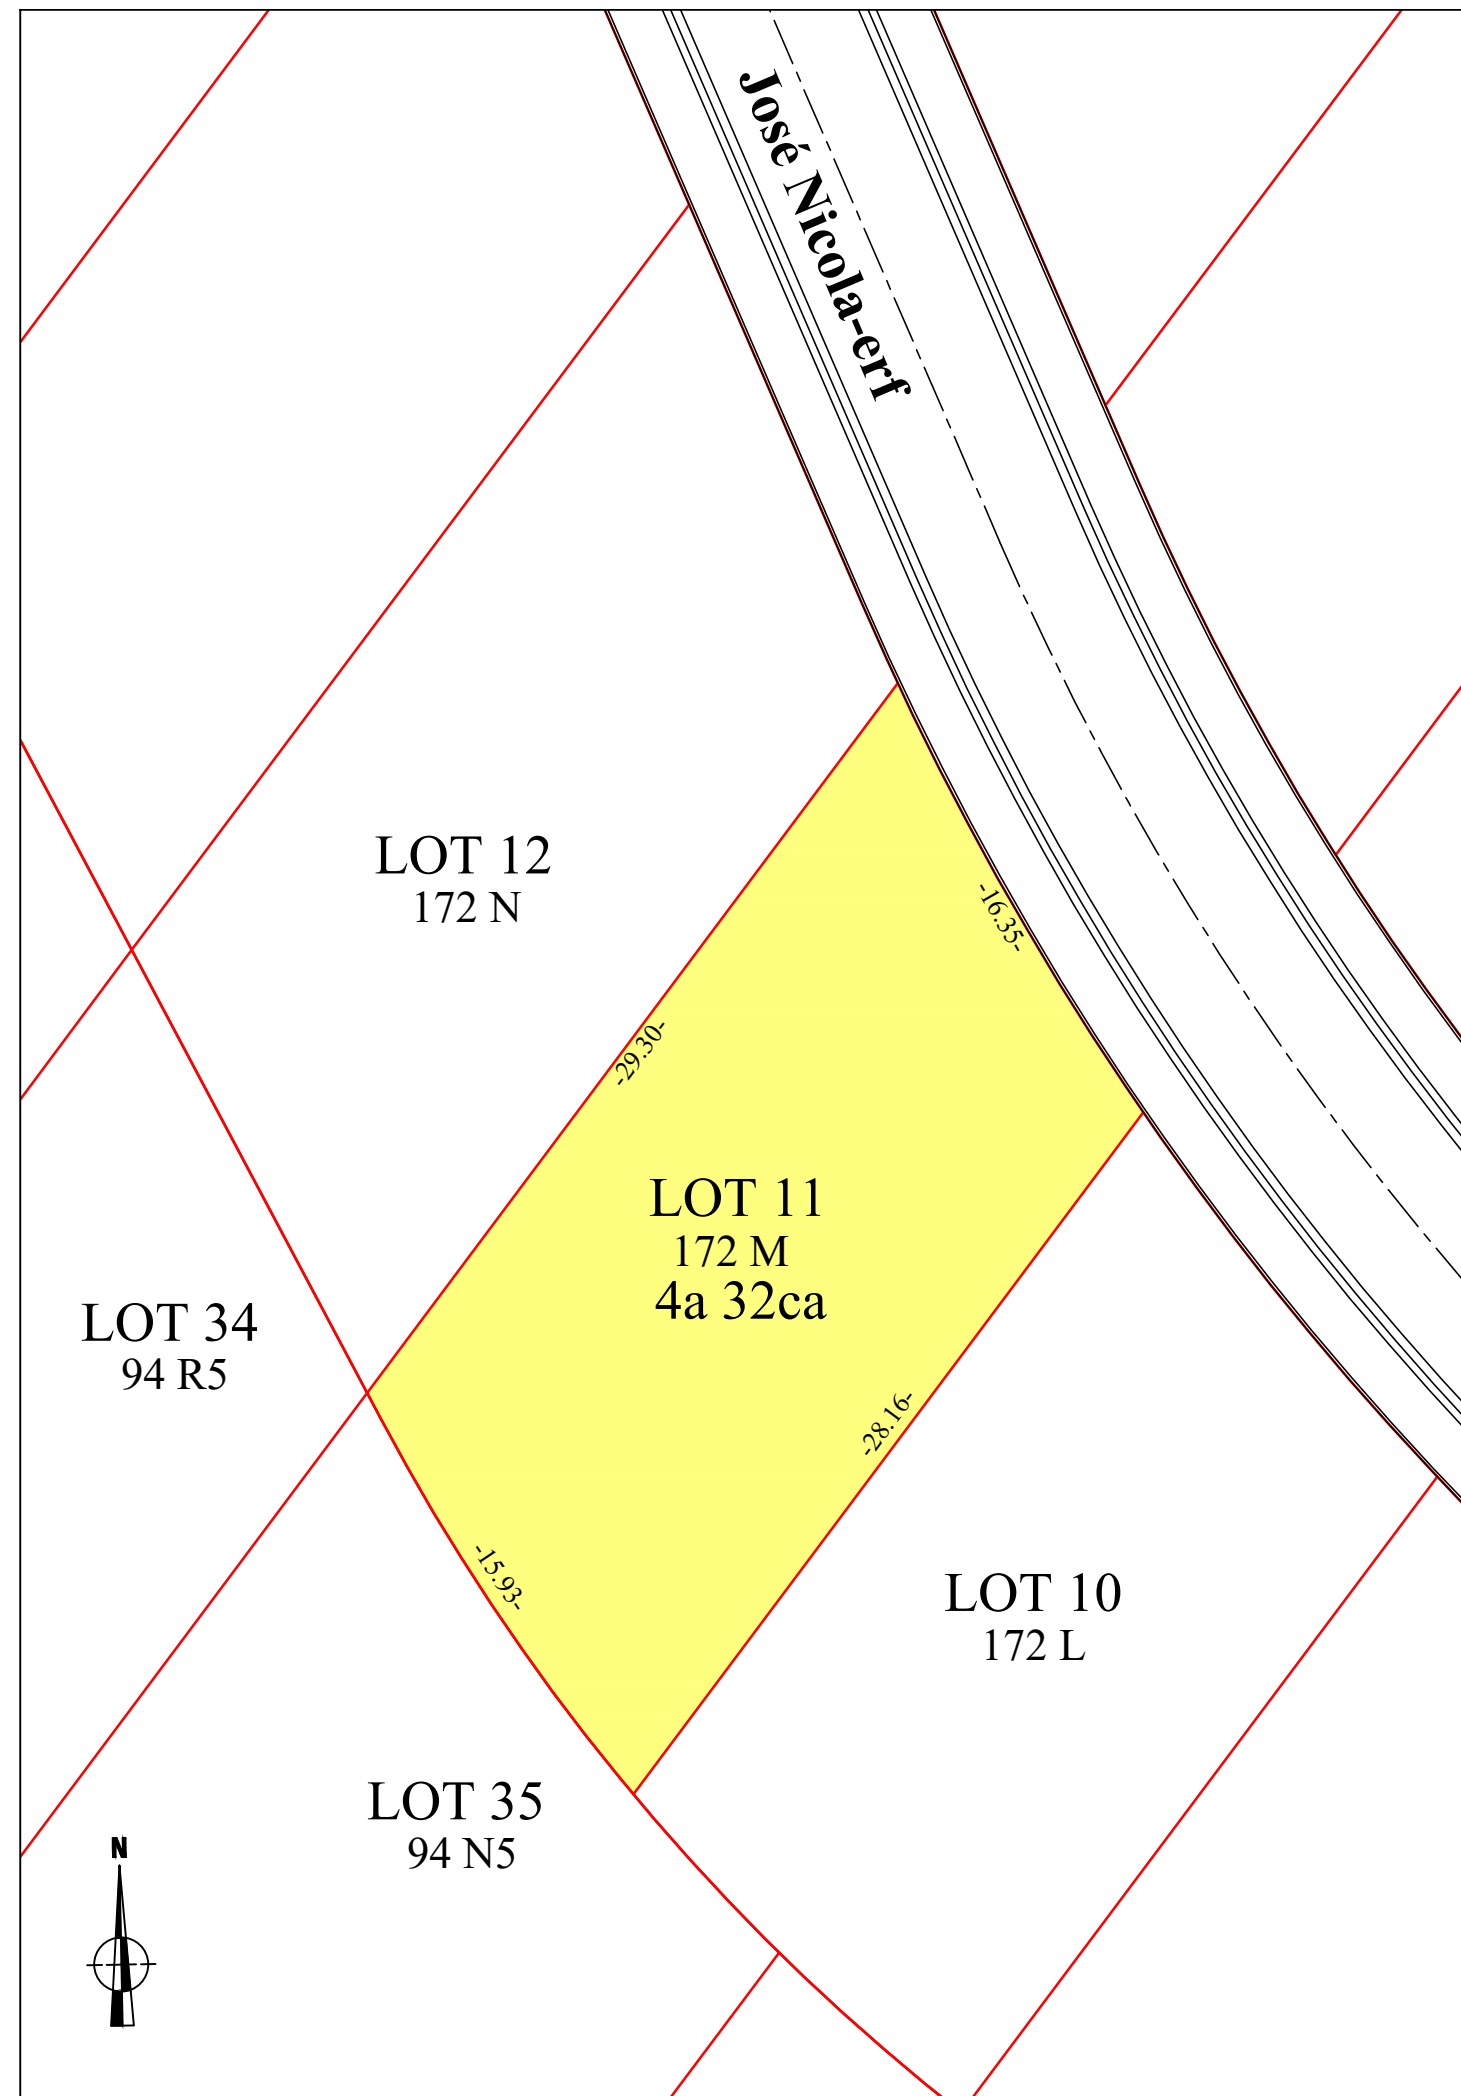 José Nicola-erf
LOT 12
172 N
-16.35-
-29.30-
LOT 11
172 M
4a 32ca
LOT 34
94 R5
-28.16-
-15.93-
LOT 10
172 L
LOT 35
94 N5
N